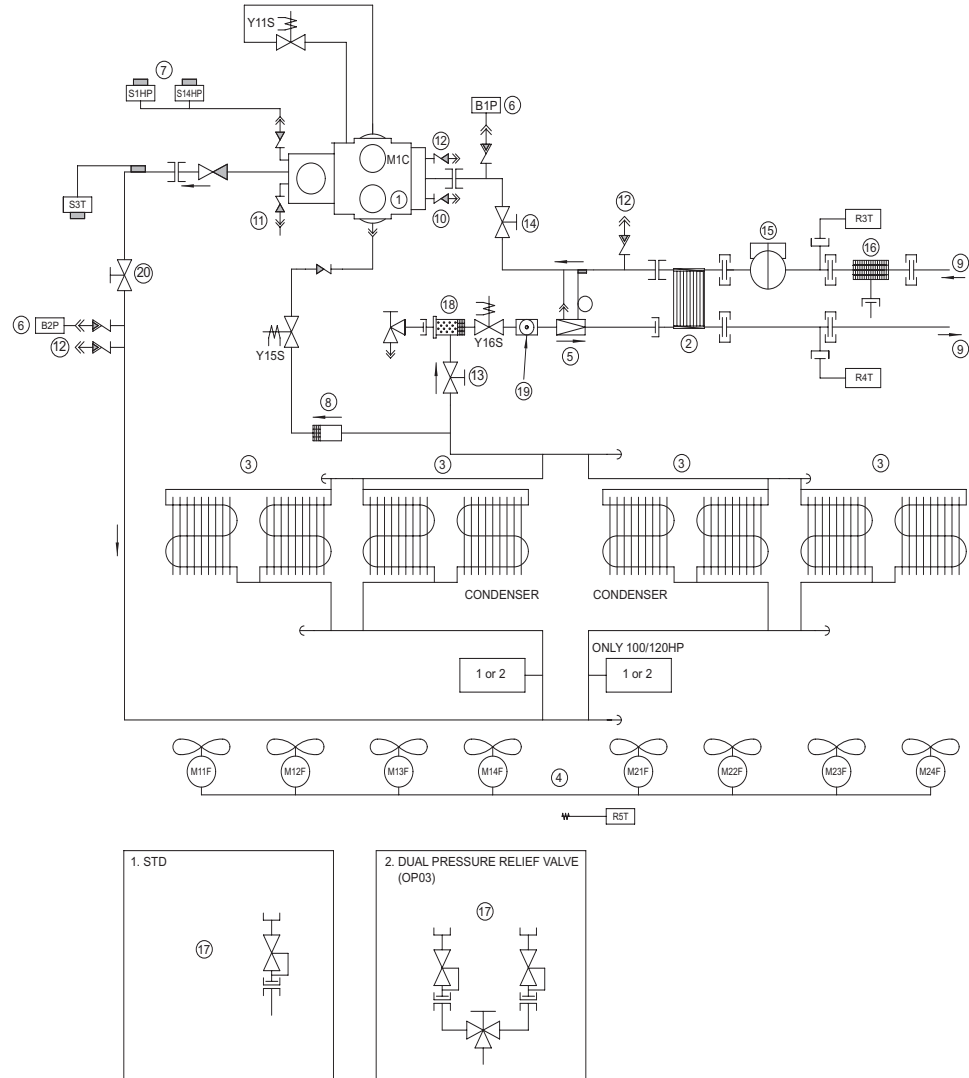 Y11S
7
S1HP
S14HP
B1P
6
12
M1C
1
S3T
11
10
14
12
15
R3T
16
9
20
18
6
B2P
Y15S
Y16S
5
2
9
12
13
19
R4T
8
3
3
3
3
CONDENSER
CONDENSER
ONLY 100/120HP
1 or 2
1 or 2
M11F
M12F
M13F
M14F
M21F
M22F
M23F
M24F
4
R5T
1. STD
2. DUAL PRESSURE RELIEF VALVE
(OP03)
17
17